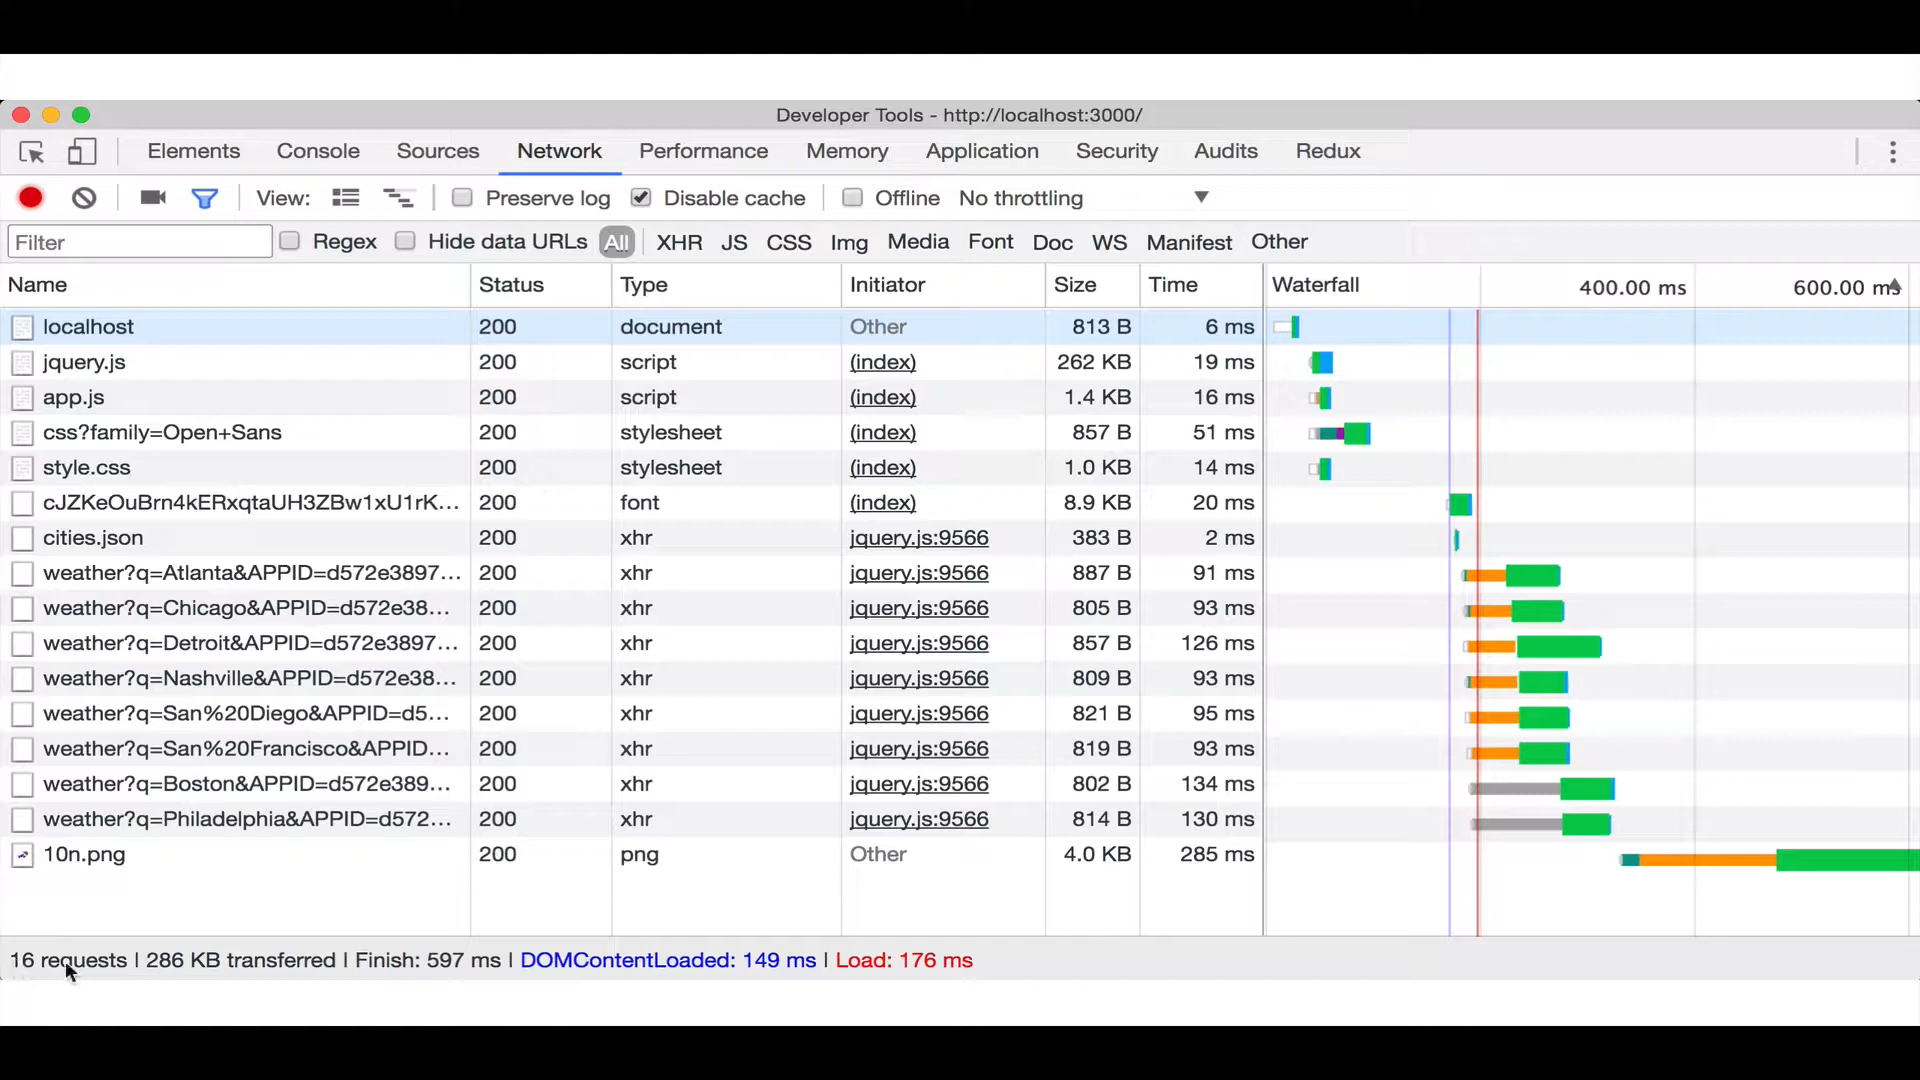 Developer Tools - http://localhost:3000/
Elements Console Sources Network Performance Memory Application Security Audits Redux
View: Preserve log Disable cache Offline No throttling
Filter Regex Hide data URLs All XHR JS CSS Img Media Font Doc WS Manifest Other
Name Status Type Initiator Size Time Waterfall 400.00 ms 600.00 ms
localhost 200 document Other 813 B 6 ms
jquery.js 200 script (index) 262 KB 19 ms
app.js 200 script (index) 1.4 KB 16 ms
css?family=Open+Sans 200 stylesheet (index) 857 B 51 ms
style.css 200 stylesheet (index) 1.0 KB 14 ms
cJZKeOuBrn4kERxqtaUH3ZBw1xU1rK... 200 font (index) 8.9 KB 20 ms
cities.json 200 xhr jquery.js:9566 383 B 2 ms
weather?q=Atlanta&APPID=d572e3897... 200 xhr jquery.js:9566 887 B 91 ms
weather?q=Chicago&APPID=d572e38... 200 xhr jquery.js:9566 805 B 93 ms
weather?q=Detroit&APPID=d572e3897... 200 xhr jquery.js:9566 857 B 126 ms
weather?q=Nashville&APPID=d572e38... 200 xhr jquery.js:9566 809 B 93 ms
weather?q=San%20Diego&APPID=d5... 200 xhr jquery.js:9566 821 B 95 ms
weather?q=San%20Francisco&APPID... 200 xhr jquery.js:9566 819 B 93 ms
weather?q=Boston&APPID=d572e389... 200 xhr jquery.js:9566 802 B 134 ms
weather?q=Philadelphia&APPID=d572... 200 xhr jquery.js:9566 814 B 130 ms
10n.png 200 png Other 4.0 KB 285 ms
16 requests | 286 KB transferred | Finish: 597 ms | DOMContentLoaded: 149 ms | Load: 176 ms